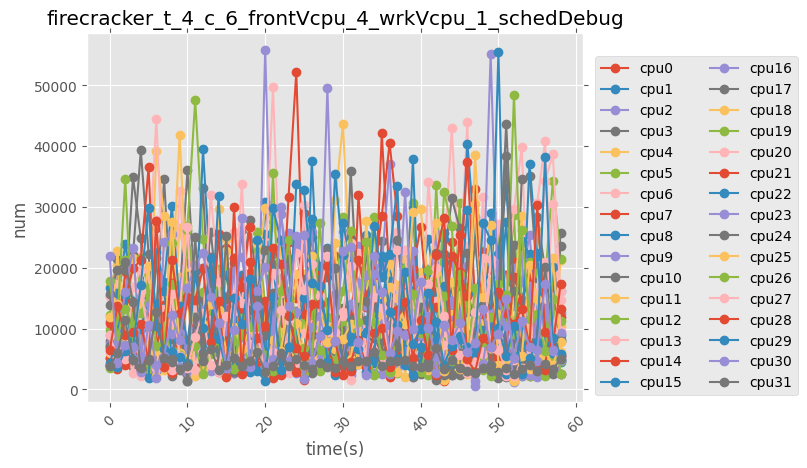 firecracker_t_4_c_6_frontVcpu_4_wrkVcpu_1_schedDebug
50000
40000
30000
20000
10000
0
num
0
10
20
30
40
50
60
time(s)
cpu0
cpu1
cpu2
cpu3
cpu4
cpu5
cpu6
cpu7
cpu8
cpu9
cpu10
cpu11
cpu12
cpu13
cpu14
cpu15
cpu16
cpu17
cpu18
cpu19
cpu20
cpu21
cpu22
cpu23
cpu24
cpu25
cpu26
cpu27
cpu28
cpu29
cpu30
cpu31